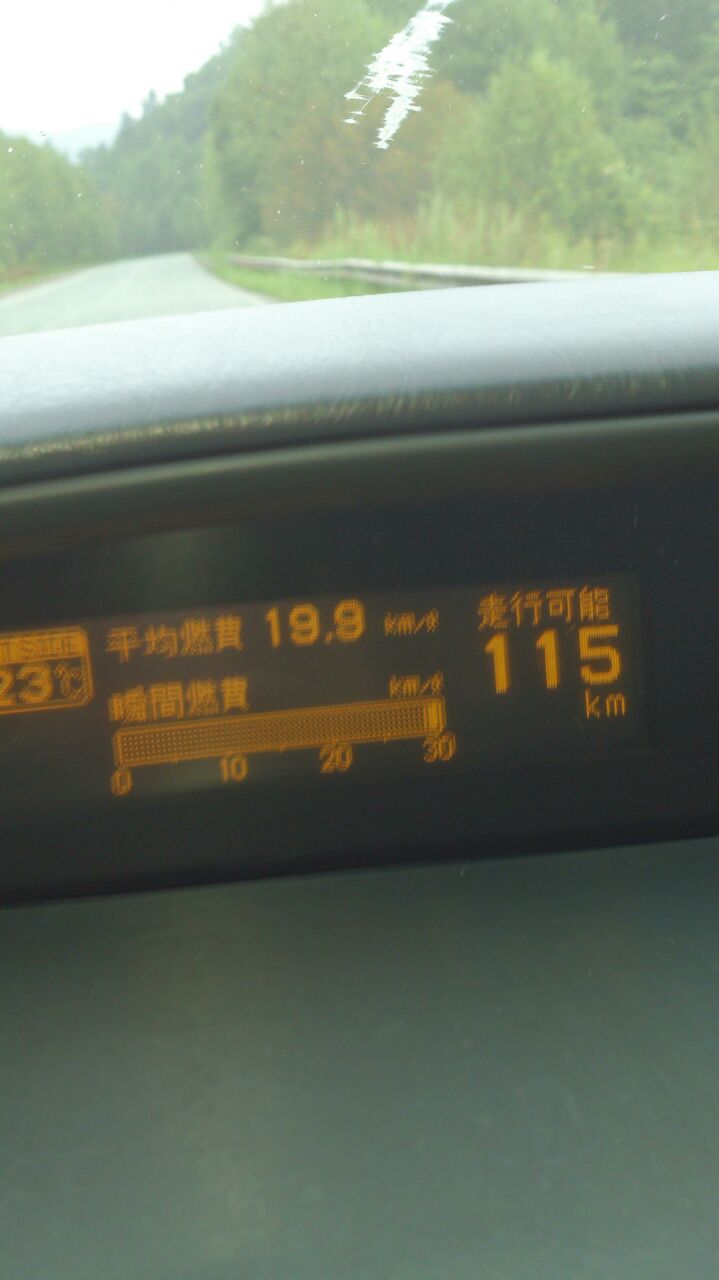 OUTSIDE
23℃
平均燃費 19.9 km/ℓ
瞬間燃費 km/ℓ
0 10 20 30
走行可能
115
km